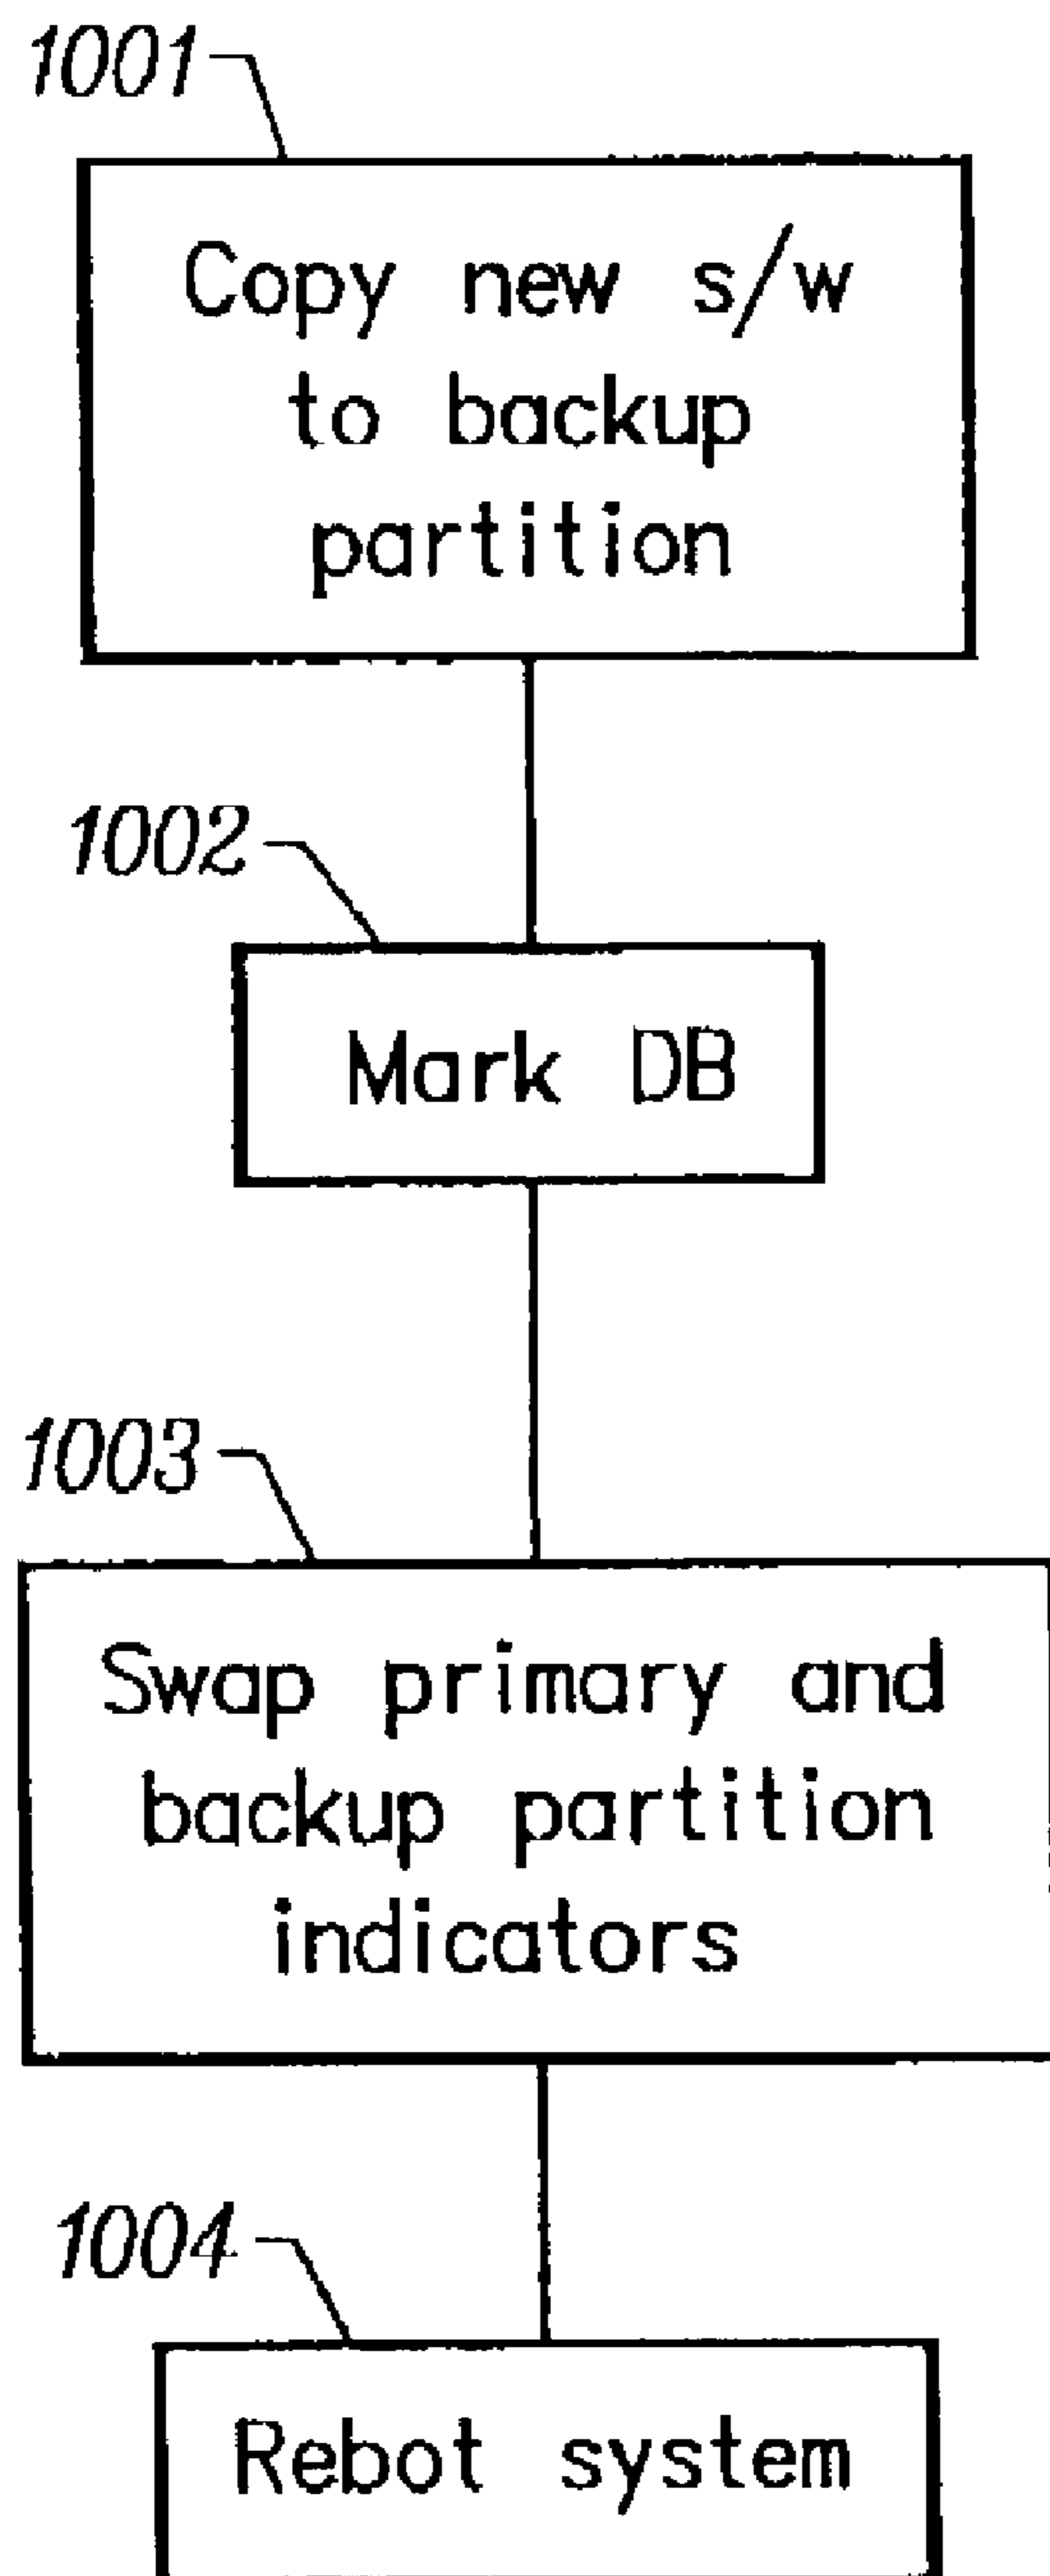 1001
Copy new s/w
to backup
partition
1002
Mark DB
1003
Swap primary and
backup partition
indicators
1004
Rebot system